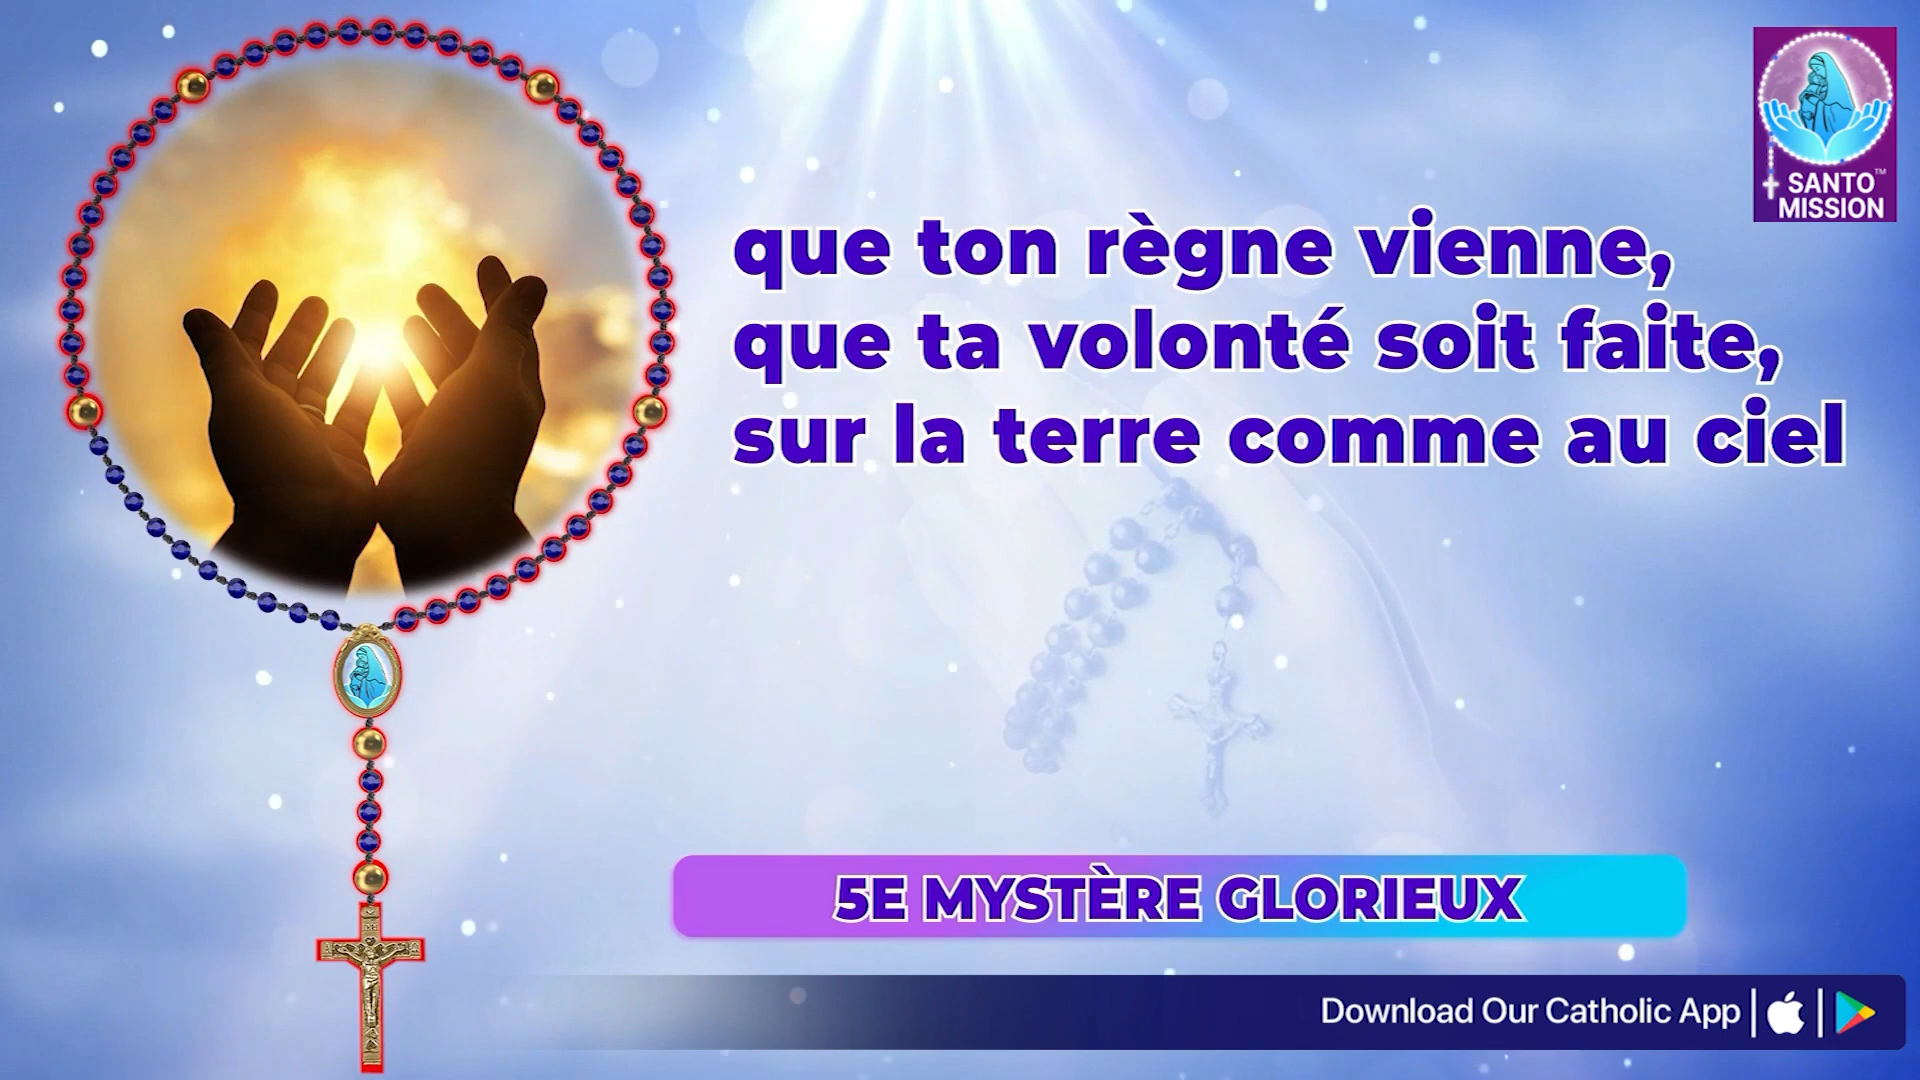 SANTO™
MISSION
que ton règne vienne,
que ta volonté soit faite,
sur la terre comme au ciel
5E MYSTÈRE GLORIEUX
Download Our Catholic App